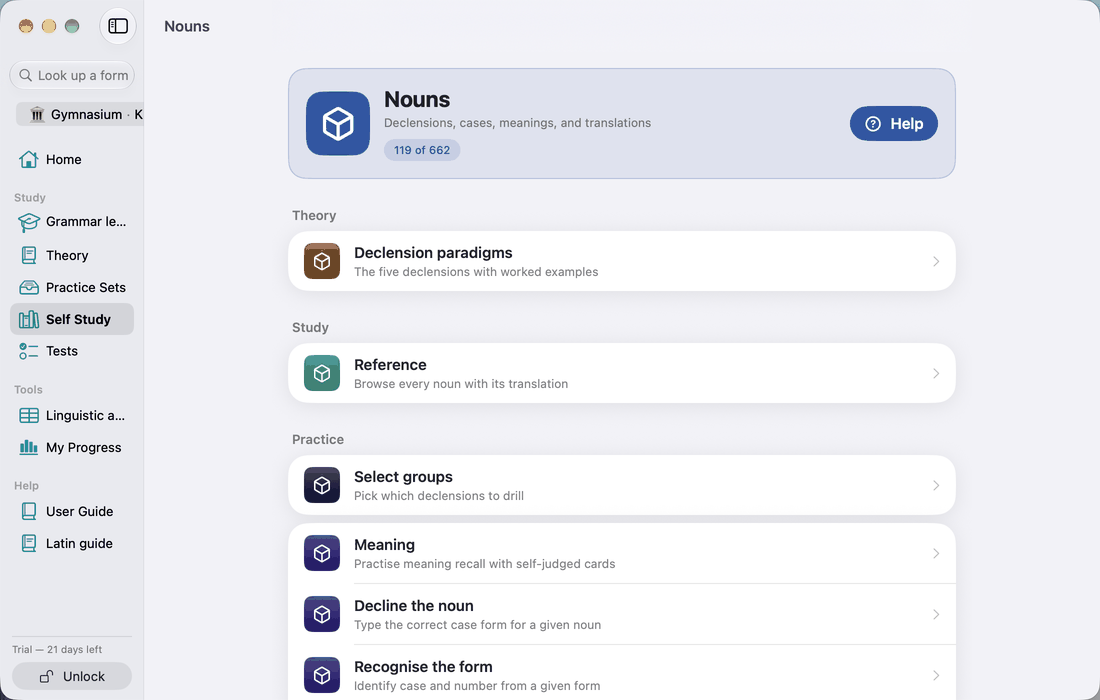 Nouns
Look up a form
Gymnasium · K
Home
Study
Grammar le...
Theory
Practice Sets
Self Study
Tests
Tools
Linguistic a...
My Progress
Help
User Guide
Latin guide
Trial — 21 days left
Unlock
Nouns
Declensions, cases, meanings, and translations
119 of 662
Help
Theory
Declension paradigms
The five declensions with worked examples
Study
Reference
Browse every noun with its translation
Practice
Select groups
Pick which declensions to drill
Meaning
Practise meaning recall with self-judged cards
Decline the noun
Type the correct case form for a given noun
Recognise the form
Identify case and number from a given form